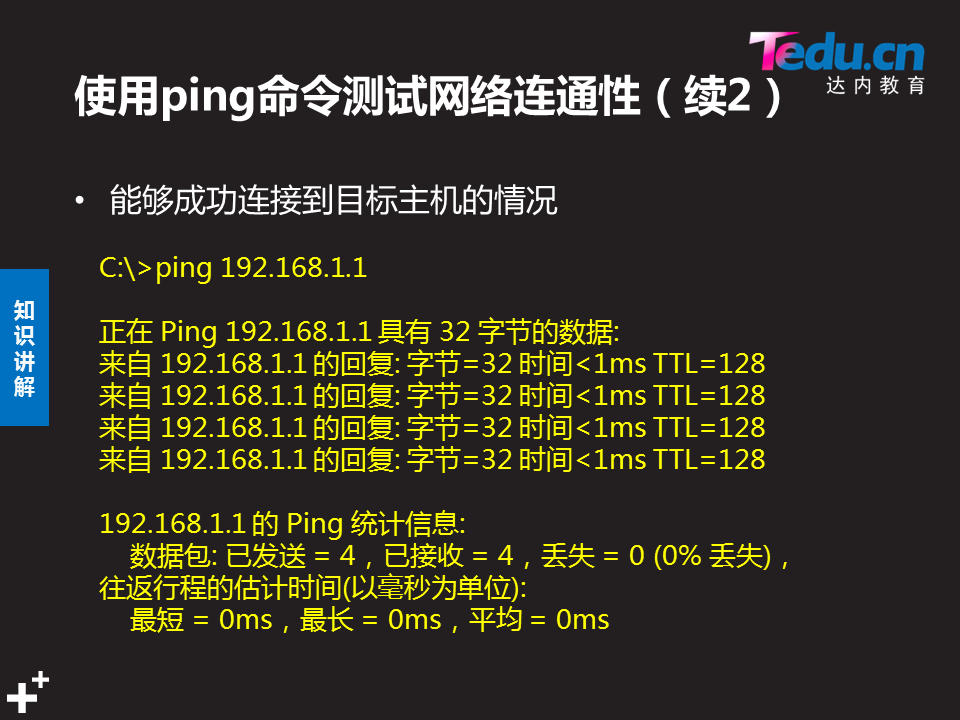 Tedu.cn
达内教育
使用ping命令测试网络连通性（续2）
• 能够成功连接到目标主机的情况
C:\>ping 192.168.1.1
正在 Ping 192.168.1.1 具有 32 字节的数据:
来自 192.168.1.1 的回复: 字节=32 时间<1ms TTL=128
来自 192.168.1.1 的回复: 字节=32 时间<1ms TTL=128
来自 192.168.1.1 的回复: 字节=32 时间<1ms TTL=128
来自 192.168.1.1 的回复: 字节=32 时间<1ms TTL=128
192.168.1.1 的 Ping 统计信息:
数据包: 已发送 = 4，已接收 = 4，丢失 = 0 (0% 丢失)，
往返行程的估计时间(以毫秒为单位):
最短 = 0ms，最长 = 0ms，平均 = 0ms
知识讲解